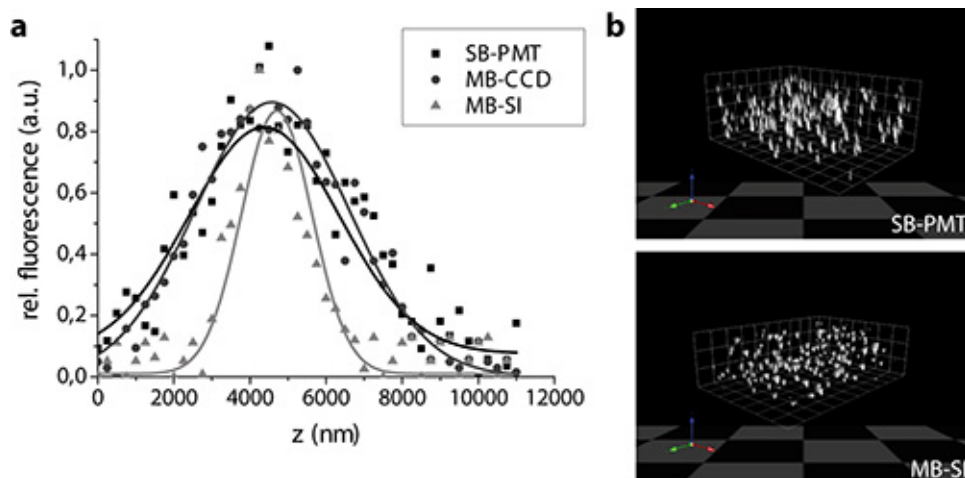 a
SB-PMT
MB-CCD
MB-SI
rel. fluorescence (a.u.)
1,0
0,8
0,6
0,4
0,2
0,0
0 2000 4000 6000 8000 10000 12000
z (nm)
b
SB-PMT
MB-SI